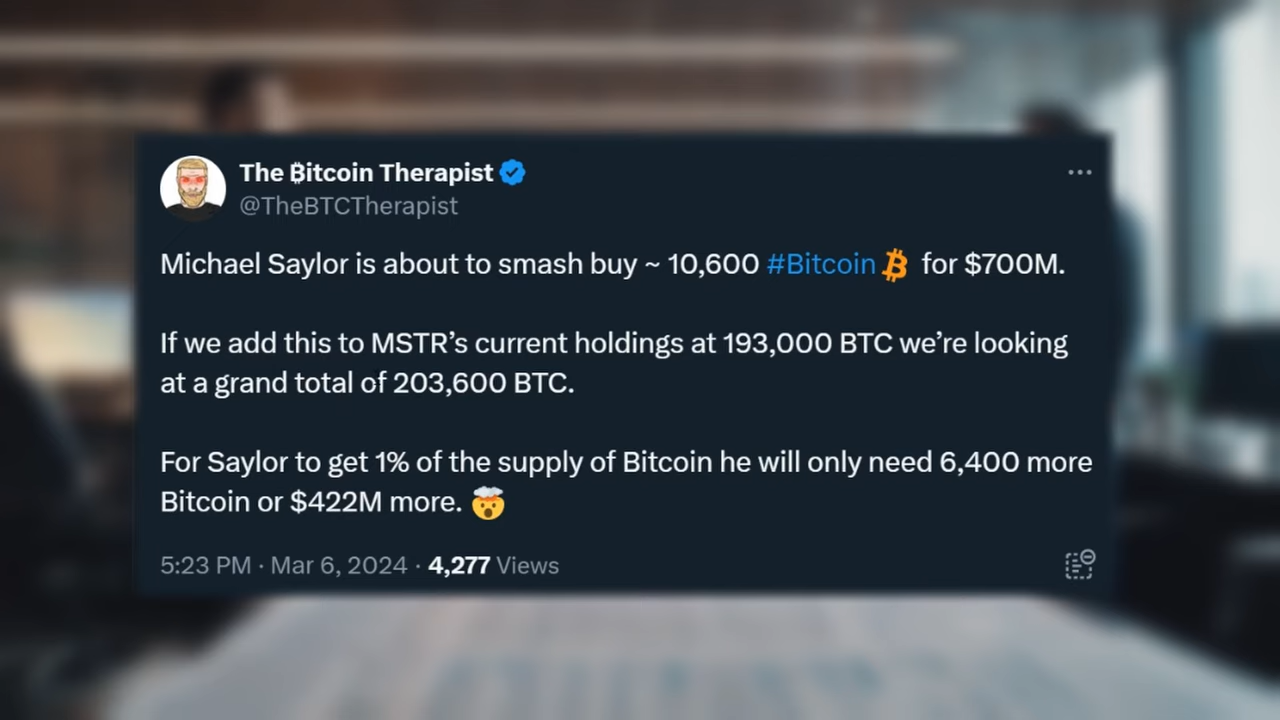 The ₿itcoin Therapist
@TheBTCTherapist
Michael Saylor is about to smash buy ~ 10,600 #Bitcoin for $700M.
If we add this to MSTR’s current holdings at 193,000 BTC we’re looking
at a grand total of 203,600 BTC.
For Saylor to get 1% of the supply of Bitcoin he will only need 6,400 more
Bitcoin or $422M more. 🤯
5:23 PM · Mar 6, 2024 · 4,277 Views